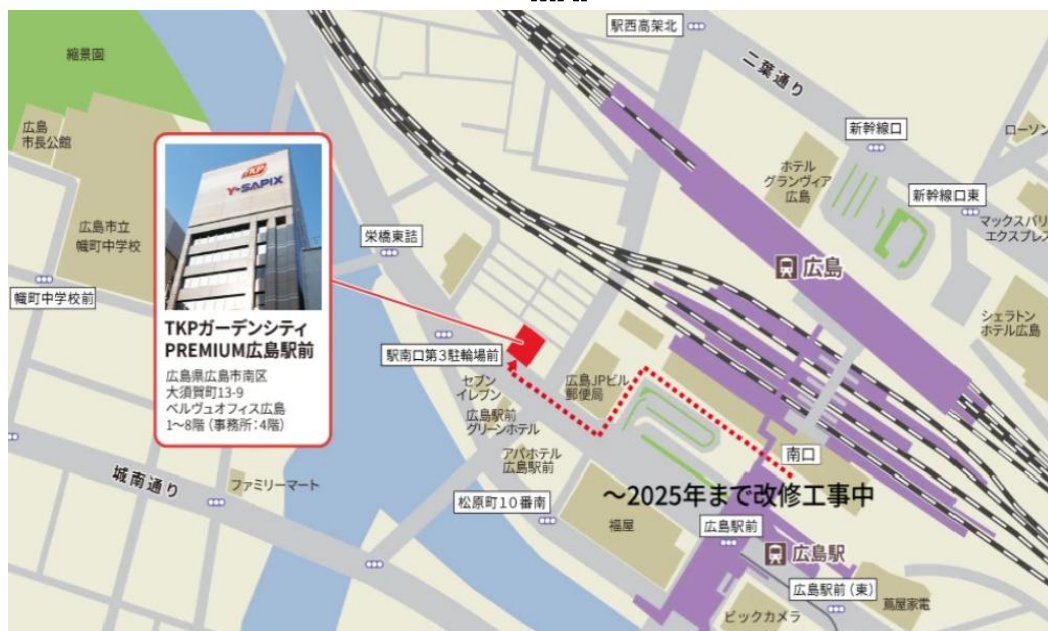 駅西高架北
二葉通り
縮景園
広島
市長公館
新幹線口
ローソン
ホテル
グランヴィア
広島
新幹線口東
マックスバリ
エクスプレス
TKP
Y-SAPIX
広島市立
幟町中学校
栄橋東詰
広島
幟町中学校前
シェラトン
ホテル広島
TKPガーデンシティ
PREMIUM広島駅前
広島県広島市南区
大須賀町13-9
ベルヴュオフィス広島
1～8階（事務所：4階）
駅南口第3駐輪場前
セブン
イレブン
広島JPビル
郵便局
広島駅前
グリーンホテル
アパホテル
広島駅前
南口
城南通り
ファミリーマート
松原町10番南
～2025年まで改修工事中
福屋
広島駅前
広島駅
広島駅前（東）
蔦屋家電
ビックカメラ